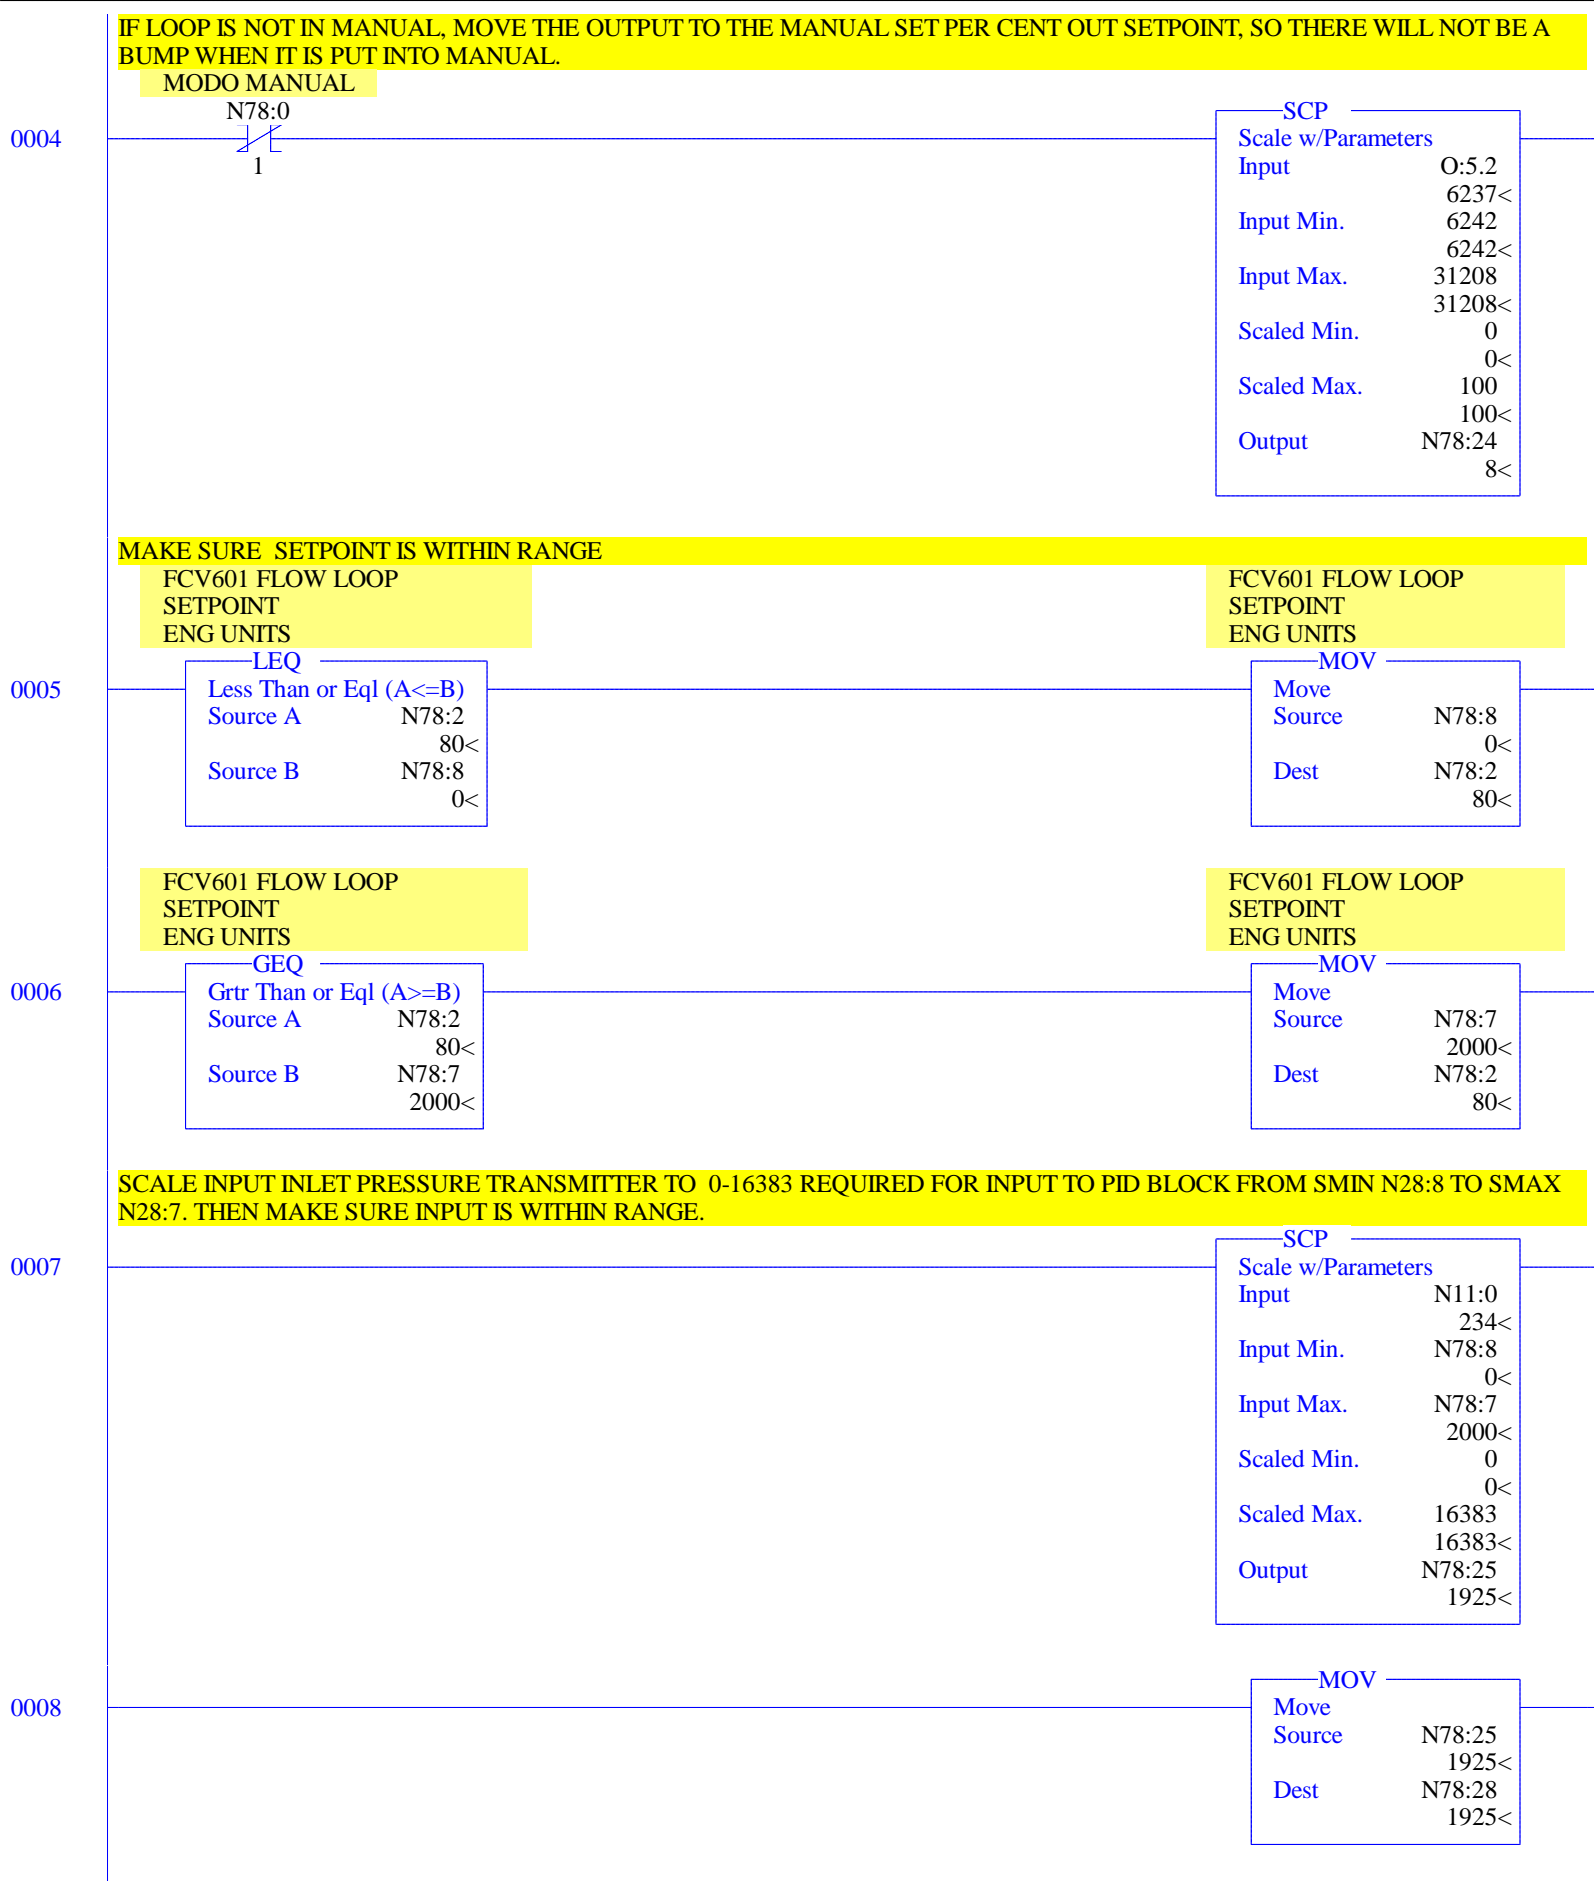 IF LOOP IS NOT IN MANUAL, MOVE THE OUTPUT TO THE MANUAL SET PER CENT OUT SETPOINT, SO THERE WILL NOT BE A
BUMP WHEN IT IS PUT INTO MANUAL.
MODO MANUAL
N78:0
1
0004
SCP
Scale w/Parameters
Input O:5.2
6237<
Input Min. 6242
6242<
Input Max. 31208
31208<
Scaled Min. 0
0<
Scaled Max. 100
100<
Output N78:24
8<
MAKE SURE  SETPOINT IS WITHIN RANGE
FCV601 FLOW LOOP
SETPOINT
ENG UNITS
LEQ
0005
Less Than or Eql (A<=B)
Source A N78:2
80<
Source B N78:8
0<
FCV601 FLOW LOOP
SETPOINT
ENG UNITS
MOV
Move
Source N78:8
0<
Dest N78:2
80<
FCV601 FLOW LOOP
SETPOINT
ENG UNITS
GEQ
0006
Grtr Than or Eql (A>=B)
Source A N78:2
80<
Source B N78:7
2000<
FCV601 FLOW LOOP
SETPOINT
ENG UNITS
MOV
Move
Source N78:7
2000<
Dest N78:2
80<
SCALE INPUT INLET PRESSURE TRANSMITTER TO  0-16383 REQUIRED FOR INPUT TO PID BLOCK FROM SMIN N28:8 TO SMAX
N28:7. THEN MAKE SURE INPUT IS WITHIN RANGE.
0007
SCP
Scale w/Parameters
Input N11:0
234<
Input Min. N78:8
0<
Input Max. N78:7
2000<
Scaled Min. 0
0<
Scaled Max. 16383
16383<
Output N78:25
1925<
0008
MOV
Move
Source N78:25
1925<
Dest N78:28
1925<